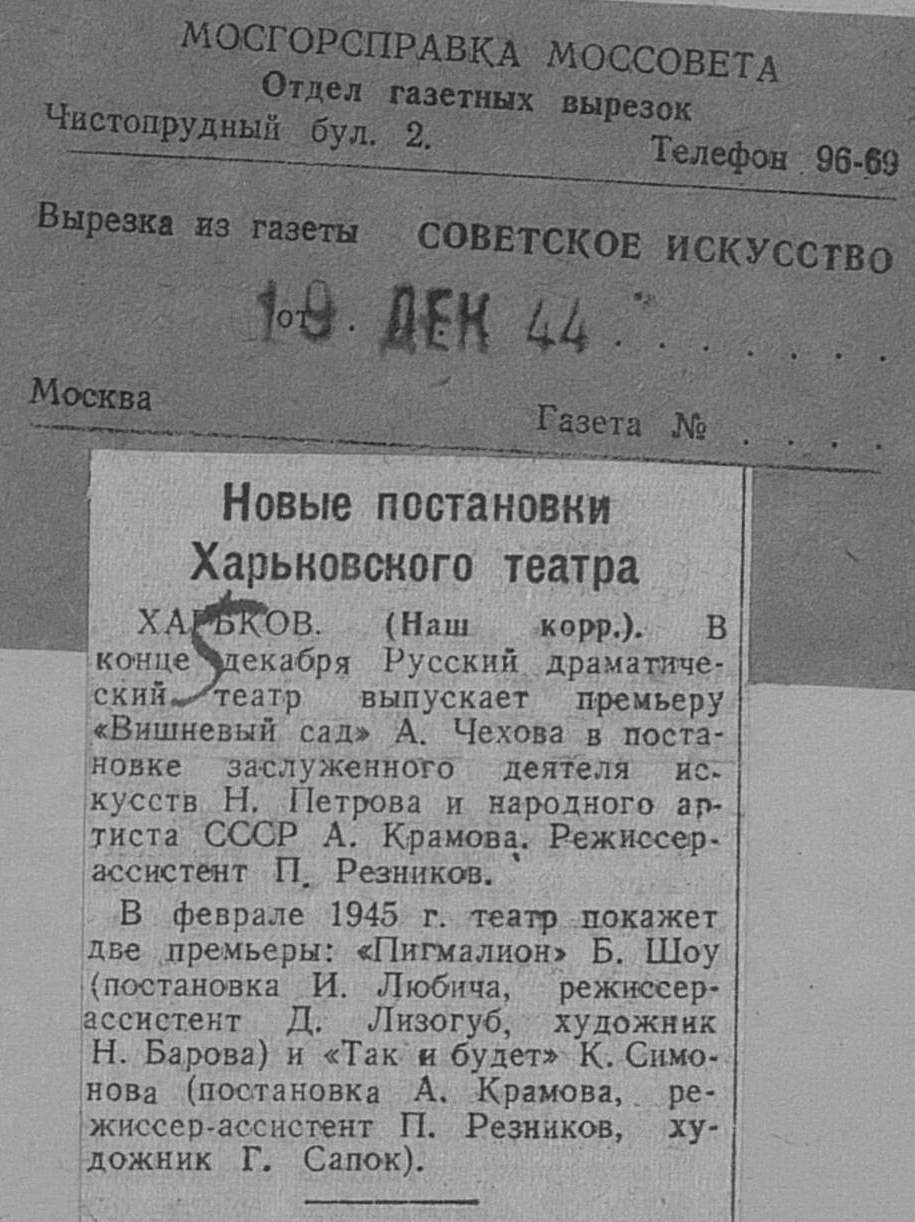 МОСГОРСПРАВКА МОССОВЕТА
Отдел газетных вырезок
Чистопрудный бул. 2. Телефон 96-69
Вырезка из газеты СОВЕТСКОЕ ИСКУССТВО
от 19. ДЕК 44 . . . . . . .
Москва Газета № . . . .
Новые постановки
Харьковского театра
ХАРЬКОВ. (Наш корр.). В
конце декабря Русский драматиче-
ский театр выпускает премьеру
«Вишневый сад» А. Чехова в поста-
новке заслуженного деятеля ис-
кусств Н. Петрова и народного ар-
тиста СССР А. Крамова. Режиссер-
ассистент П. Резников.
В феврале 1945 г. театр покажет
две премьеры: «Пигмалион» Б. Шоу
(постановка И. Любича, режиссер-
ассистент Д. Лизогуб, художник
Н. Барова) и «Так и будет» К. Симо-
нова (постановка А. Крамова, ре-
жиссер-ассистент П. Резников, ху-
дожник Г. Сапок).